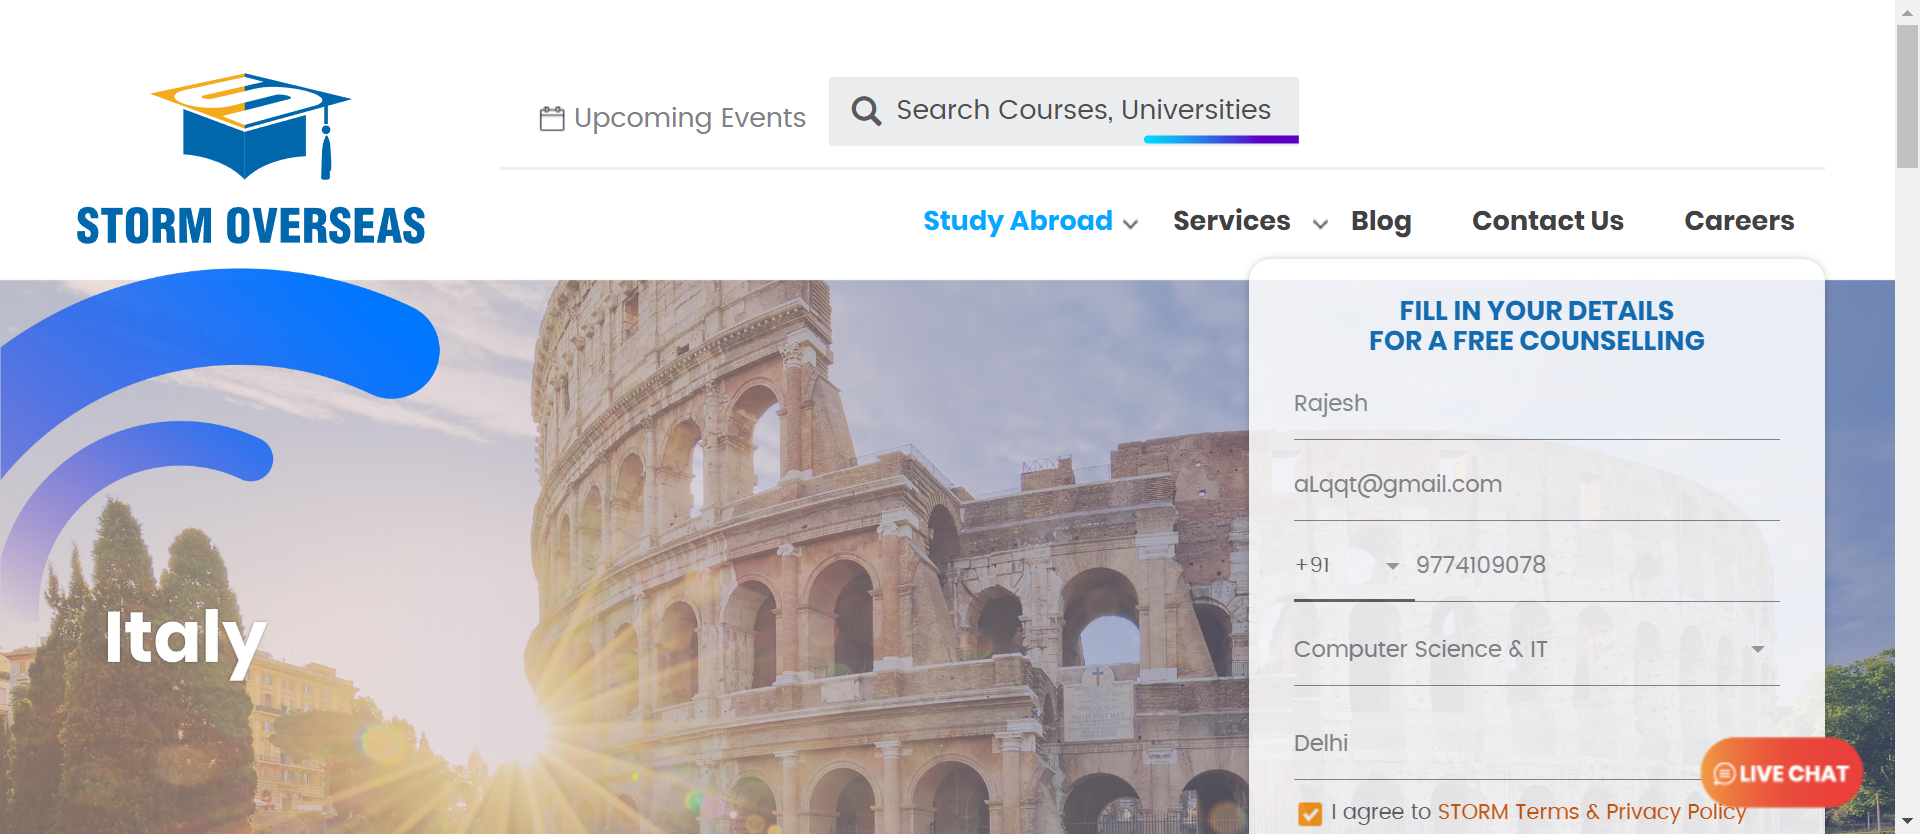 STORM OVERSEAS
Upcoming Events
Search Courses, Universities
Study Abroad
Services
Blog
Contact Us
Careers
Italy
FILL IN YOUR DETAILS
FOR A FREE COUNSELLING
Rajesh
aLqqt@gmail.com
+91
9774109078
Computer Science & IT
Delhi
I agree to STORM Terms & Privacy Policy
LIVE CHAT